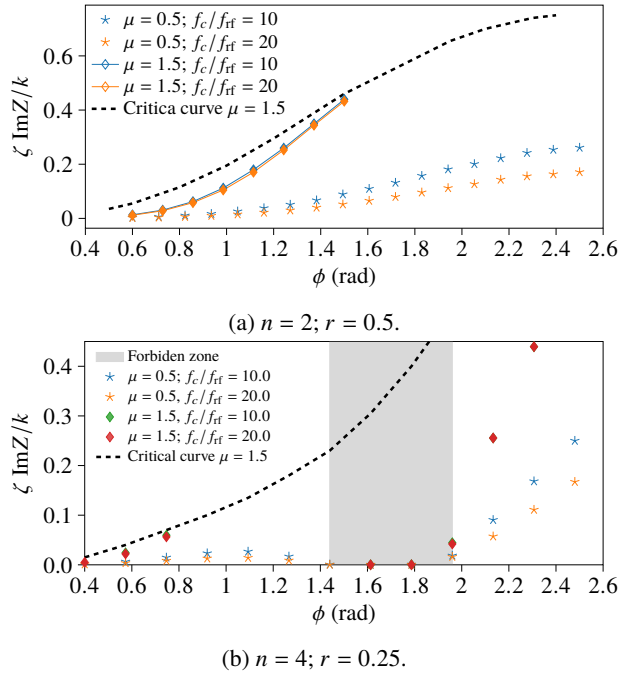 ζ ImZ/k
0.6
0.4
0.2
0
μ = 0.5; f_c/f_rf = 10
μ = 0.5; f_c/f_rf = 20
μ = 1.5; f_c/f_rf = 10
μ = 1.5; f_c/f_rf = 20
Critica curve μ = 1.5
0.4 0.6 0.8 1 1.2 1.4 1.6 1.8 2 2.2 2.4 2.6
ϕ (rad)
(a) n = 2; r = 0.5.
ζ ImZ/k
0.4
0.3
0.2
0.1
0.0
Forbiden zone
μ = 0.5; f_c/f_rf = 10.0
μ = 0.5, f_c/f_rf = 20.0
μ = 1.5, f_c/f_rf = 10.0
μ = 1.5; f_c/f_rf = 20.0
Critical curve μ = 1.5
0.4 0.6 0.8 1 1.2 1.4 1.6 1.8 2 2.2 2.4 2.6
ϕ (rad)
(b) n = 4; r = 0.25.